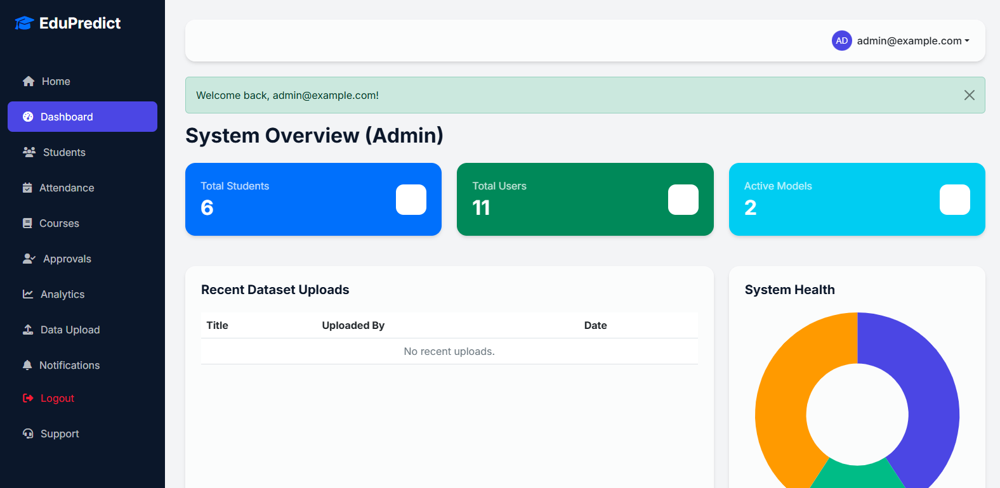 EduPredict
Home
Dashboard
Students
Attendance
Courses
Approvals
Analytics
Data Upload
Notifications
Logout
Support
AD admin@example.com
Welcome back, admin@example.com!
System Overview (Admin)
Total Students
6
Total Users
11
Active Models
2
Recent Dataset Uploads
Title Uploaded By Date
No recent uploads.
System Health